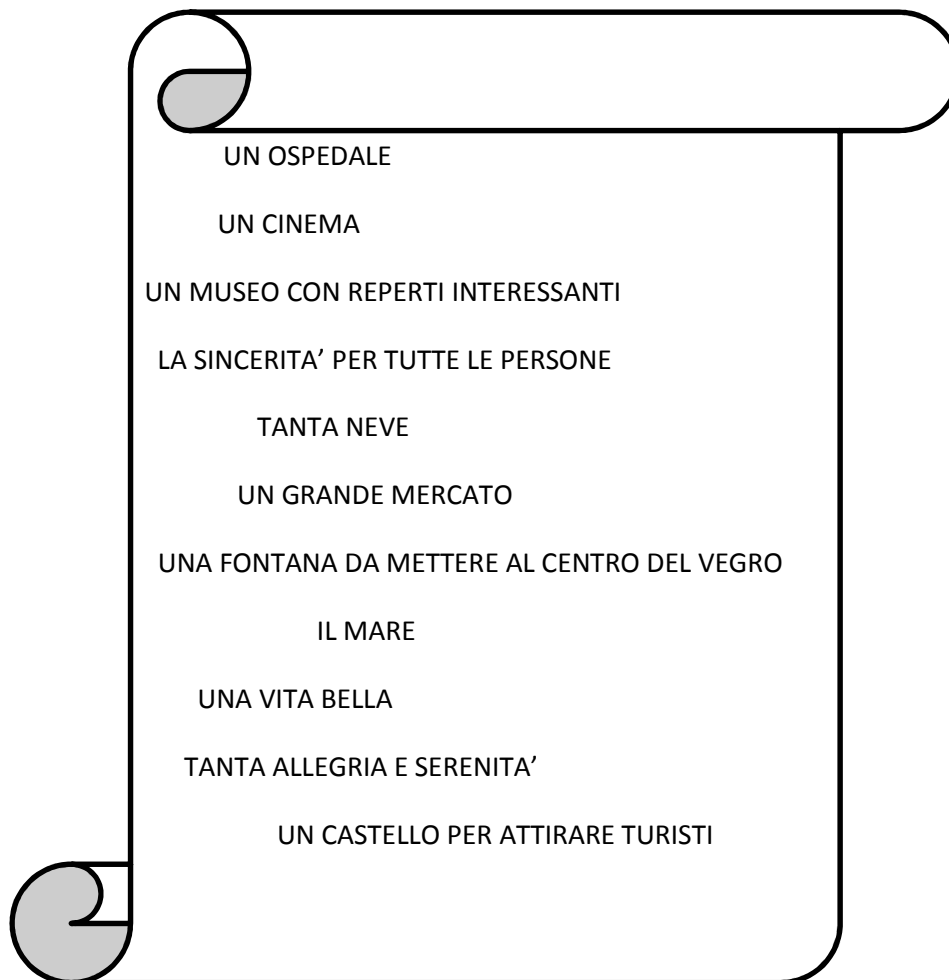 UN OSPEDALE
UN CINEMA
UN MUSEO CON REPERTI INTERESSANTI
LA SINCERITA’ PER TUTTE LE PERSONE
TANTA NEVE
UN GRANDE MERCATO
UNA FONTANA DA METTERE AL CENTRO DEL VEGRO
IL MARE
UNA VITA BELLA
TANTA ALLEGRIA E SERENITA’
UN CASTELLO PER ATTIRARE TURISTI